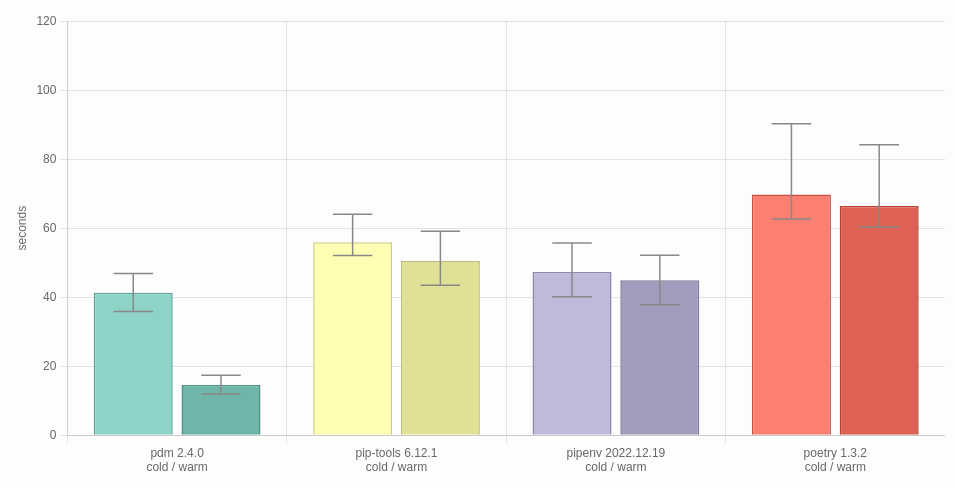 120
100
80
60
40
20
0
seconds
pdm 2.4.0
cold / warm
pip-tools 6.12.1
cold / warm
pipenv 2022.12.19
cold / warm
poetry 1.3.2
cold / warm